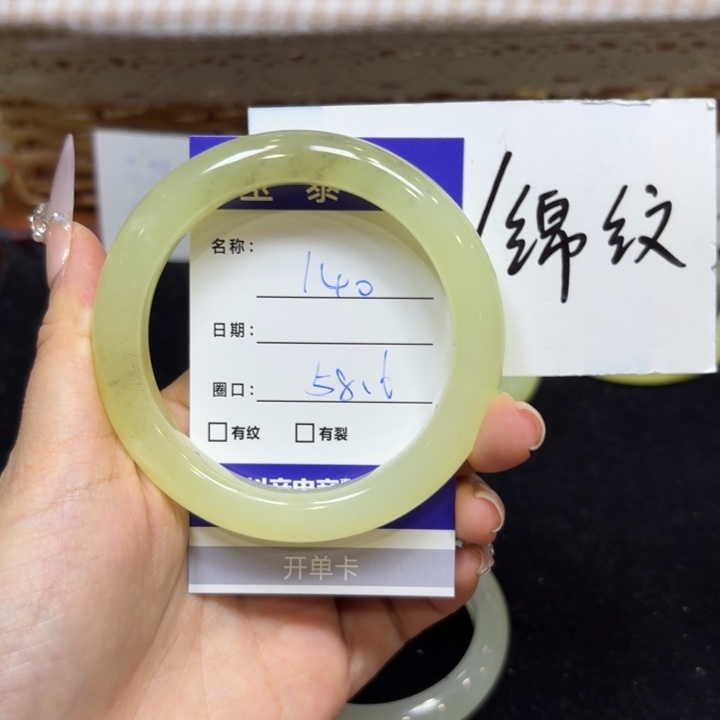 名称: 140
日期:
圈口: 58.6
□有纹 □有裂
开单卡
绵纹